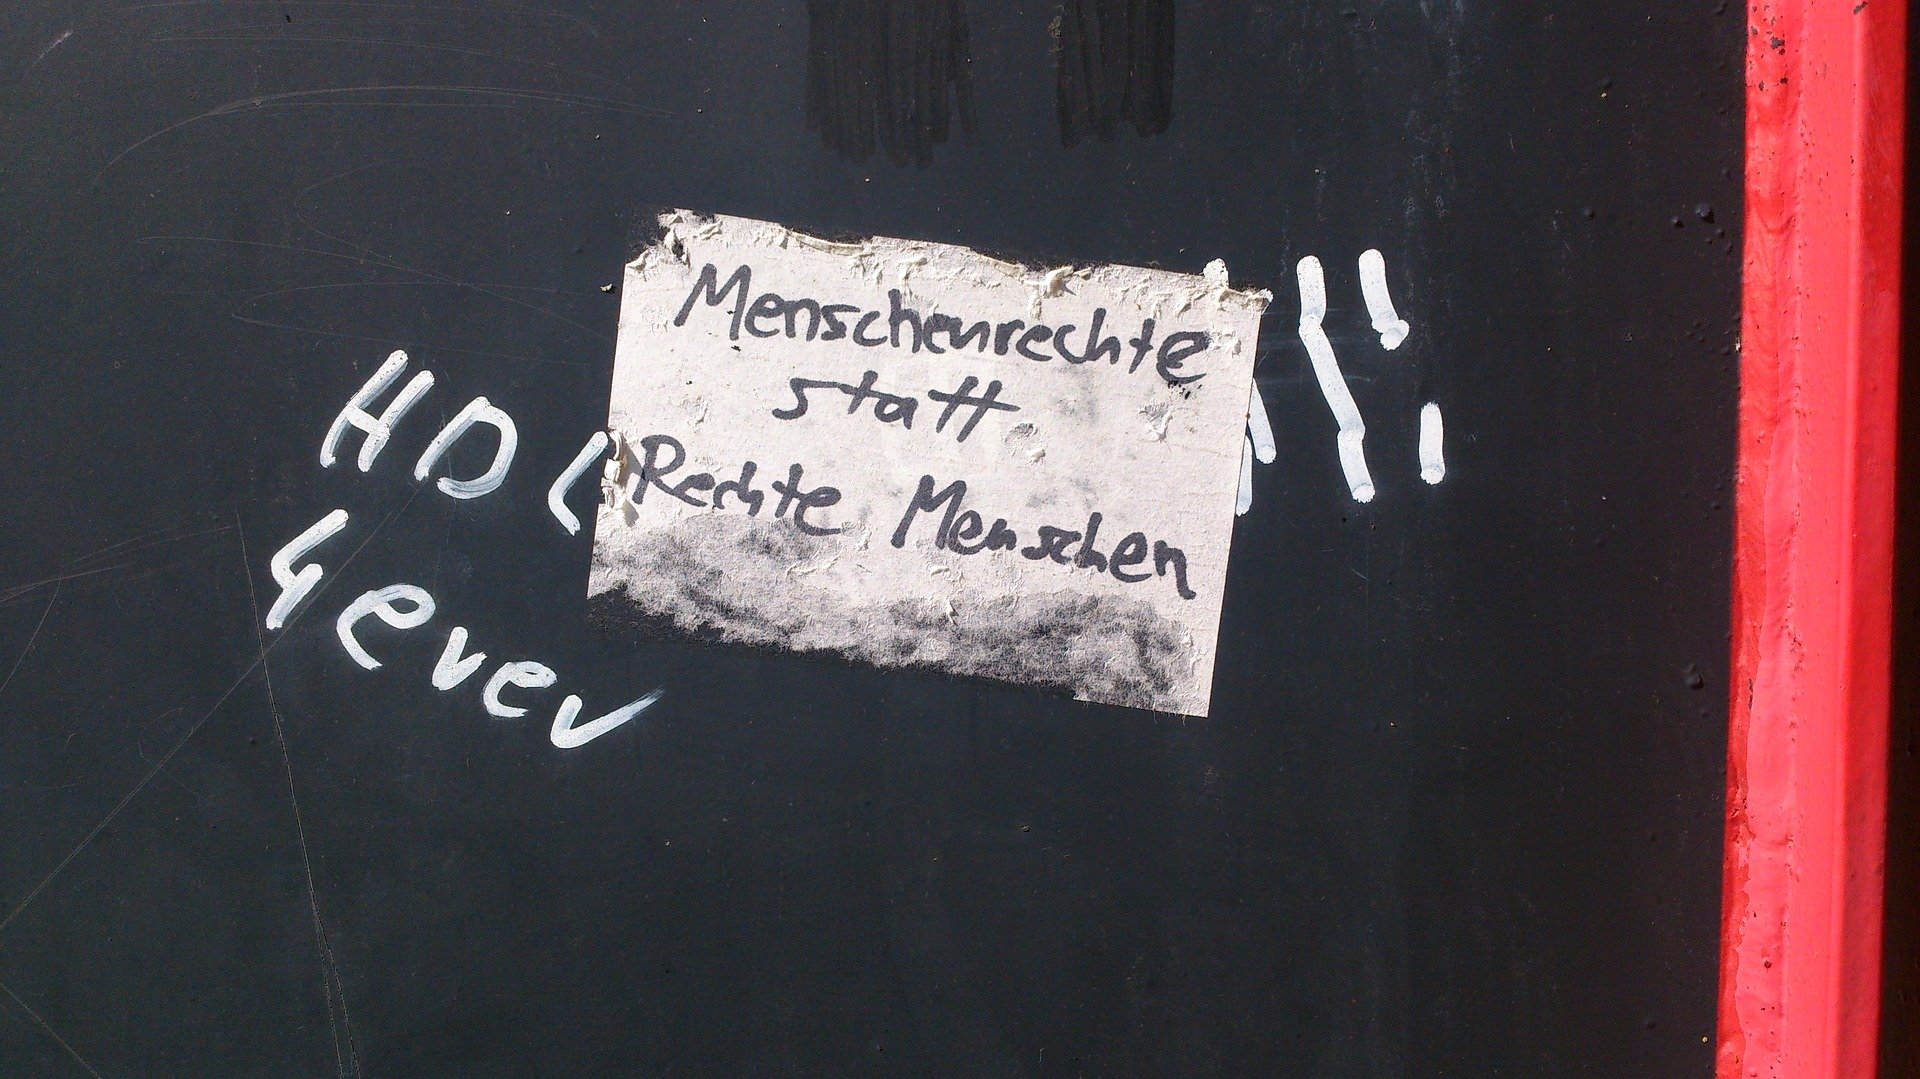 Menschenrechte
statt
Rechte Menschen
HDL
4ever